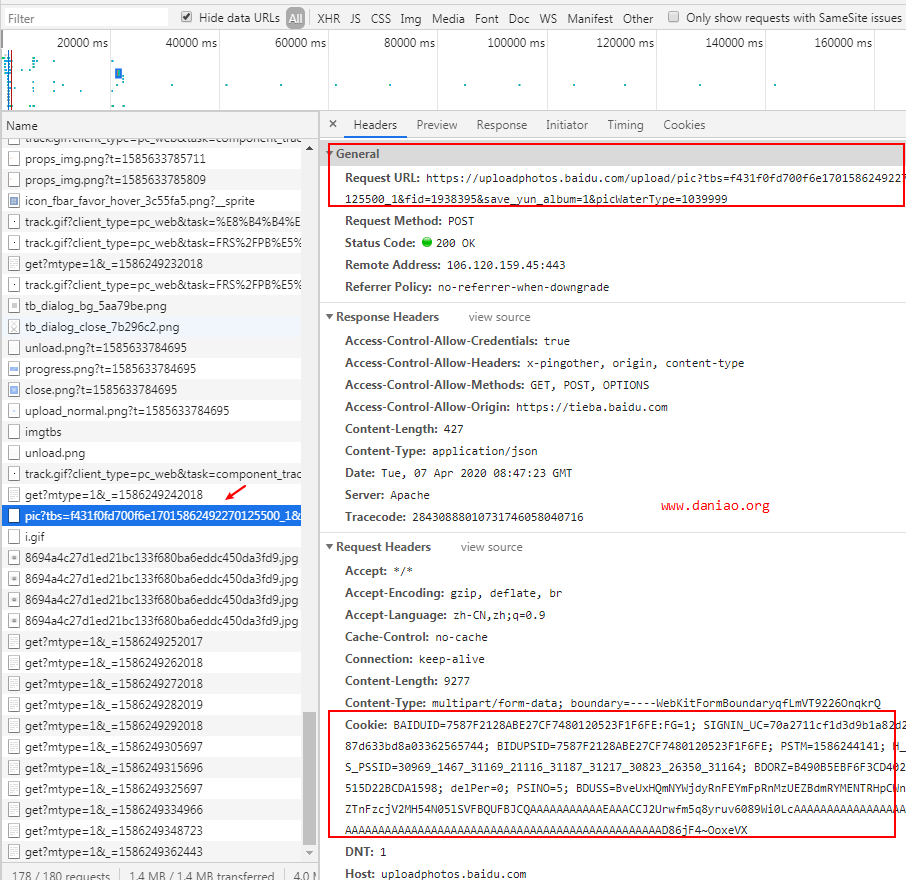 Filter
Hide data URLs All XHR JS CSS Img Media Font Doc WS Manifest Other Only show requests with SameSite issues
20000 ms 40000 ms 60000 ms 80000 ms 100000 ms 120000 ms 140000 ms 160000 ms
Name
track.gif?client_type=pc_web&task=component_trac
props_img.png?t=1585633785711
props_img.png?t=1585633785809
icon_fbar_favor_hover_3c55fa5.png?__sprite
track.gif?client_type=pc_web&task=%E8%B4%B4%E
track.gif?client_type=pc_web&task=FRS%2FPB%E5%
get?mtype=1&_=1586249232018
track.gif?client_type=pc_web&task=FRS%2FPB%E5%
tb_dialog_bg_5aa79be.png
tb_dialog_close_7b296c2.png
unload.png?t=1585633784695
progress.png?t=1585633784695
close.png?t=1585633784695
upload_normal.png?t=1585633784695
imgtbs
unload.png
track.gif?client_type=pc_web&task=component_trac
get?mtype=1&_=1586249242018
pic?tbs=f431f0fd700f6e17015862492270125500_1&
i.gif
8694a4c27d1ed21bc133f680ba6eddc450da3fd9.jpg
8694a4c27d1ed21bc133f680ba6eddc450da3fd9.jpg
8694a4c27d1ed21bc133f680ba6eddc450da3fd9.jpg
8694a4c27d1ed21bc133f680ba6eddc450da3fd9.jpg
get?mtype=1&_=1586249252017
get?mtype=1&_=1586249262018
get?mtype=1&_=1586249272018
get?mtype=1&_=1586249282019
get?mtype=1&_=1586249292018
get?mtype=1&_=1586249305697
get?mtype=1&_=1586249315696
get?mtype=1&_=1586249325697
get?mtype=1&_=1586249334966
get?mtype=1&_=1586249348723
get?mtype=1&_=1586249362443
178 / 180 requests 1.4 MB / 1.4 MB transferred 4.0 M
× Headers Preview Response Initiator Timing Cookies
General
Request URL: https://uploadphotos.baidu.com/upload/pic?tbs=f431f0fd700f6e1701586249227
125500_1&fid=1938395&save_yun_album=1&picWaterType=1039999
Request Method: POST
Status Code: 200 OK
Remote Address: 106.120.159.45:443
Referrer Policy: no-referrer-when-downgrade
Response Headers view source
Access-Control-Allow-Credentials: true
Access-Control-Allow-Headers: x-pingother, origin, content-type
Access-Control-Allow-Methods: GET, POST, OPTIONS
Access-Control-Allow-Origin: https://tieba.baidu.com
Content-Length: 427
Content-Type: application/json
Date: Tue, 07 Apr 2020 08:47:23 GMT
Server: Apache
Tracecode: 28430888010731746058040716
www.daniao.org
Request Headers view source
Accept: */*
Accept-Encoding: gzip, deflate, br
Accept-Language: zh-CN,zh;q=0.9
Cache-Control: no-cache
Connection: keep-alive
Content-Length: 9277
Content-Type: multipart/form-data; boundary=----WebKitFormBoundaryqfLmVT9226OnqkrQ
Cookie: BAIDUID=7587F2128ABE27CF7480120523F1F6FE:FG=1; SIGNIN_UC=70a2711cf1d3d9b1a82d2
87d633bd8a03362565744; BIDUPSID=7587F2128ABE27CF7480120523F1F6FE; PSTM=1586244141; H_
S_PSSID=30969_1467_31169_21116_31187_31217_30823_26350_31164; BDORZ=B490B5EBF6F3CD402
515D22BCDA1598; delPer=0; PSINO=5; BDUSS=BveUxHQmNYWjdyRnFEYmFpRnMzUEZBdmRYMENTRHpCWn
ZTnFzcjV2MH54N05lSVFBQUFBJCQAAAAAAAAAAAEAAACCJ2Urwfm5q8yruv6089Wi0LcAAAAAAAAAAAAAAAAA
AAAAAAAAAAAAAAAAAAAAAAAAAAAAAAAAAAAAAAAAAAAAAAAAD86jF4~OoxeVX
DNT: 1
Host: uploadphotos.baidu.com